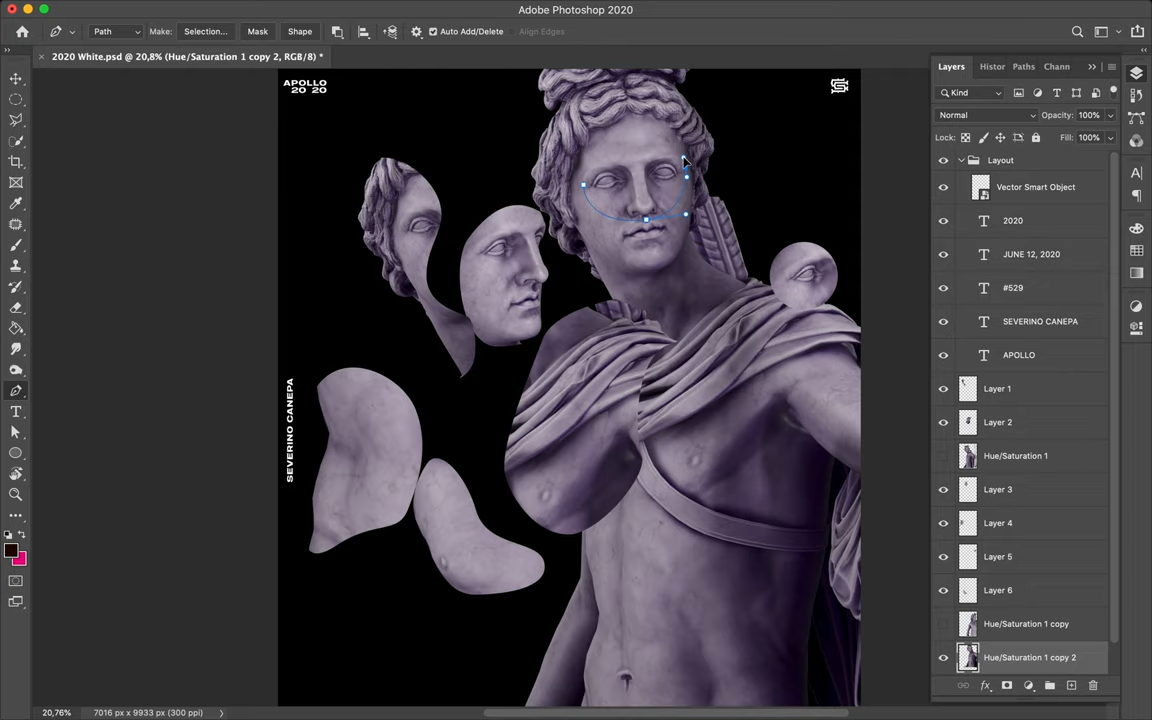 Adobe Photoshop 2020
Path
Make:
Selection...
Mask
Shape
Auto Add/Delete
Align Edges
2020 White.psd @ 20,8% (Hue/Saturation 1 copy 2, RGB/8) *
APOLLO
20 20
SEVERINO CANEPA
Layers
Histor
Paths
Chann
Kind
Normal
Opacity: 100%
Lock:
Fill: 100%
Layout
Vector Smart Object
2020
JUNE 12, 2020
#529
SEVERINO CANEPA
APOLLO
Layer 1
Layer 2
Hue/Saturation 1
Layer 3
Layer 4
Layer 5
Layer 6
Hue/Saturation 1 copy
Hue/Saturation 1 copy 2
20,76%
7016 px x 9933 px (300 ppi)